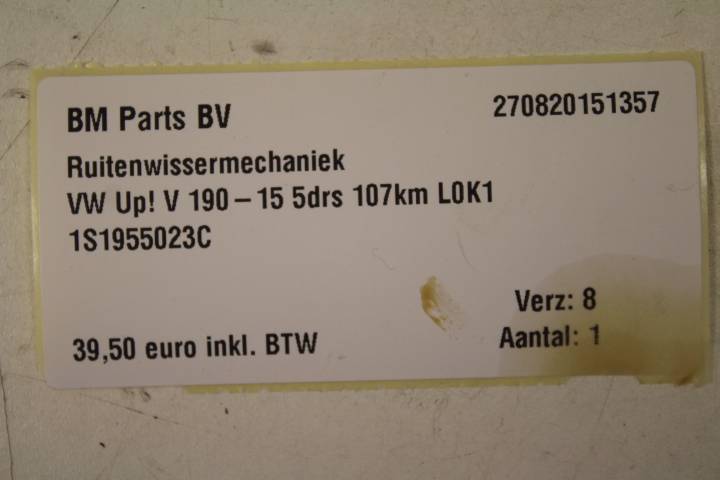 BM Parts BV
270820151357
Ruitenwissermechaniek
VW Up! V 190 – 15 5drs 107km L0K1
1S1955023C
Verz: 8
39,50 euro inkl. BTW
Aantal: 1